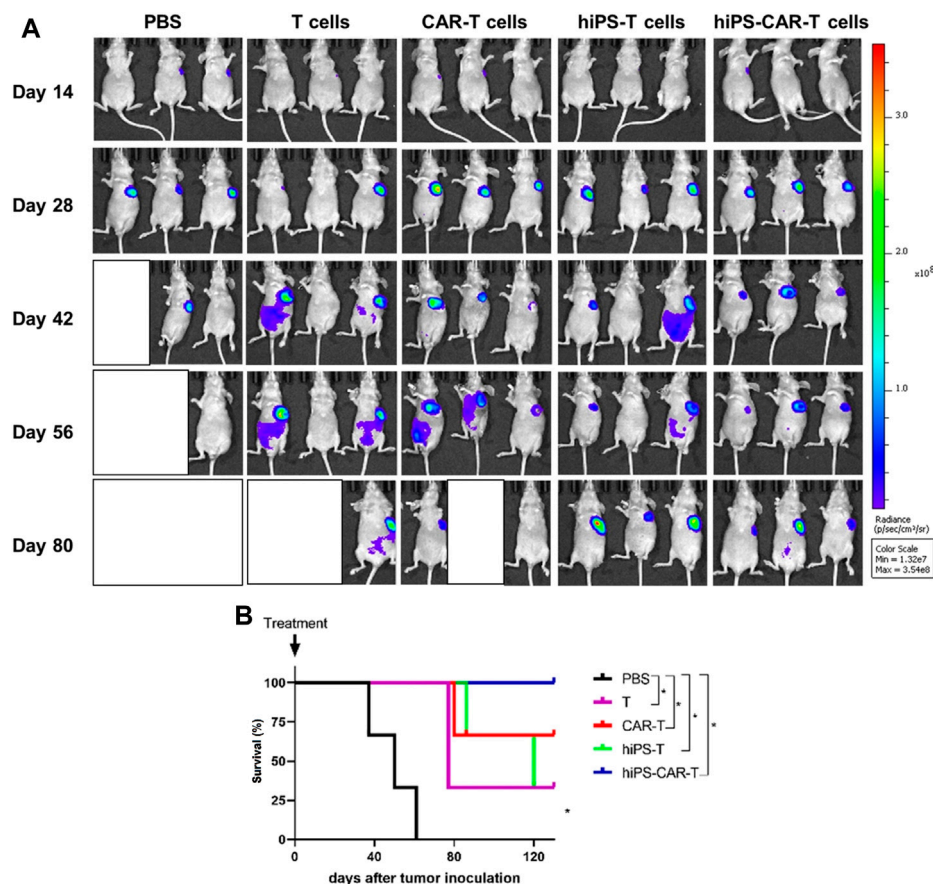 A
PBS T cells CAR-T cells hiPS-T cells hiPS-CAR-T cells
Day 14
Day 28
Day 42
Day 56
Day 80
3.0
2.0
x10⁸
1.0
Radiance
(p/sec/cm²/sr)
Color Scale
Min = 1.32e7
Max = 3.54e8
B
Treatment
Survival (%)
100
75
50
25
0
0 40 80 120
days after tumor inoculation
PBS
T
CAR-T
hiPS-T
hiPS-CAR-T
* * * *
*